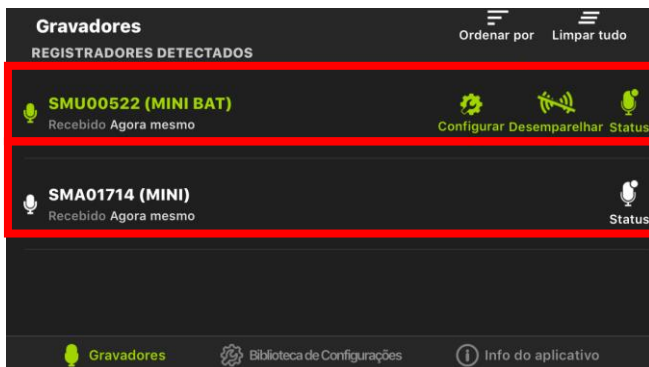 Gravadores
Ordenar por Limpar tudo
REGISTRADORES DETECTADOS
SMU00522 (MINI BAT)
Recebido Agora mesmo
Configurar Desemparelhar Status
SMA01714 (MINI)
Recebido Agora mesmo
Status
Gravadores Biblioteca de Configurações Info do aplicativo